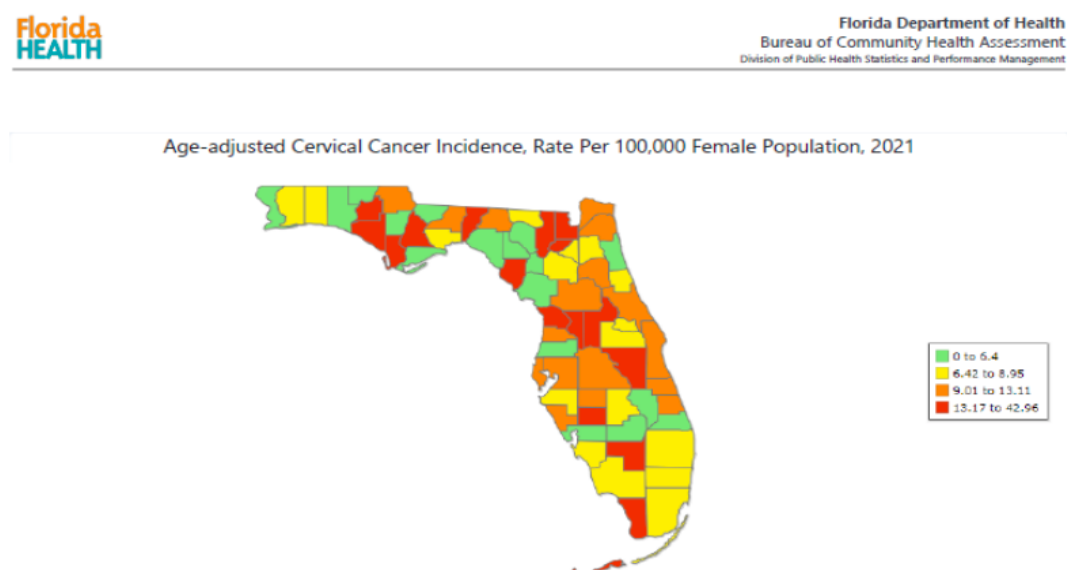 Florida
HEALTH
Florida Department of Health
Bureau of Community Health Assessment
Division of Public Health Statistics and Performance Management
Age-adjusted Cervical Cancer Incidence, Rate Per 100,000 Female Population, 2021
0 to 6.4
6.42 to 8.95
9.01 to 13.11
13.17 to 42.96